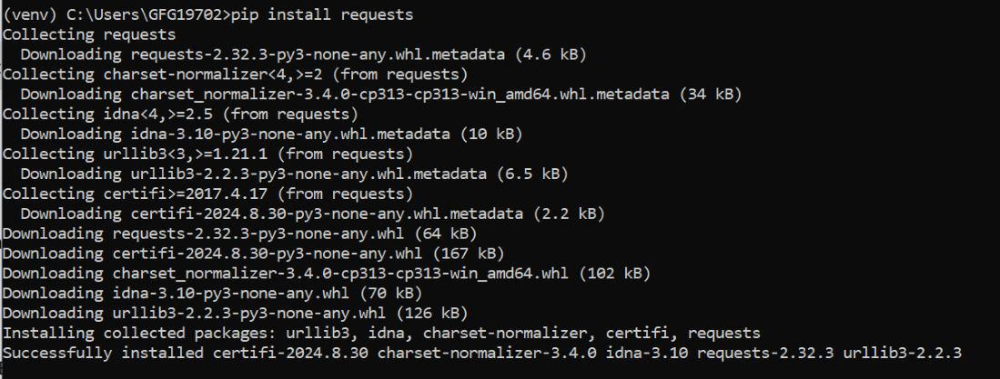 (venv) C:\Users\GFG19702>pip install requests
Collecting requests
  Downloading requests-2.32.3-py3-none-any.whl.metadata (4.6 kB)
Collecting charset-normalizer<4,>=2 (from requests)
  Downloading charset_normalizer-3.4.0-cp313-cp313-win_amd64.whl.metadata (34 kB)
Collecting idna<4,>=2.5 (from requests)
  Downloading idna-3.10-py3-none-any.whl.metadata (10 kB)
Collecting urllib3<3,>=1.21.1 (from requests)
  Downloading urllib3-2.2.3-py3-none-any.whl.metadata (6.5 kB)
Collecting certifi>=2017.4.17 (from requests)
  Downloading certifi-2024.8.30-py3-none-any.whl.metadata (2.2 kB)
Downloading requests-2.32.3-py3-none-any.whl (64 kB)
Downloading certifi-2024.8.30-py3-none-any.whl (167 kB)
Downloading charset_normalizer-3.4.0-cp313-cp313-win_amd64.whl (102 kB)
Downloading idna-3.10-py3-none-any.whl (70 kB)
Downloading urllib3-2.2.3-py3-none-any.whl (126 kB)
Installing collected packages: urllib3, idna, charset-normalizer, certifi, requests
Successfully installed certifi-2024.8.30 charset-normalizer-3.4.0 idna-3.10 requests-2.32.3 urllib3-2.2.3